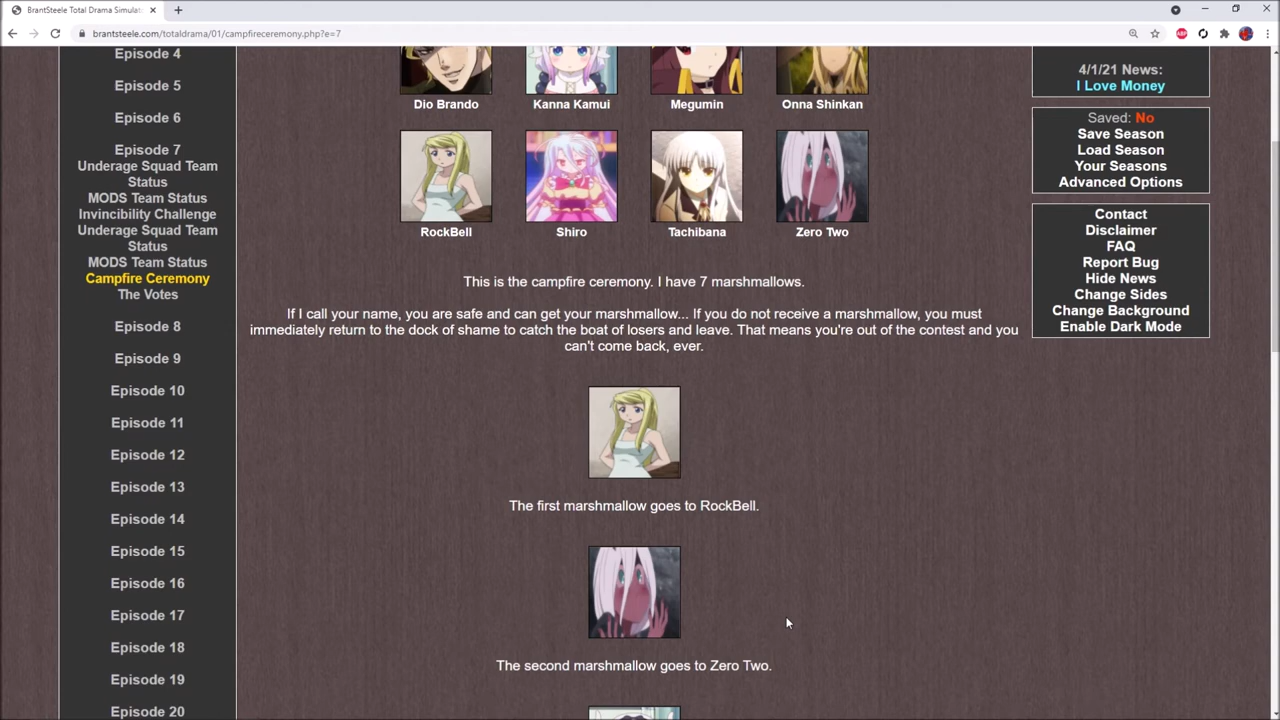 BrantSteele Total Drama Simulat
brantsteele.com/totaldrama/01/campfireceremony.php?e=7
ABP
Episode 4
Episode 5
Episode 6
Episode 7
Underage Squad Team
Status
MODS Team Status
Invincibility Challenge
Underage Squad Team
Status
MODS Team Status
Campfire Ceremony
The Votes
Episode 8
Episode 9
Episode 10
Episode 11
Episode 12
Episode 13
Episode 14
Episode 15
Episode 16
Episode 17
Episode 18
Episode 19
Episode 20
Dio Brando Kanna Kamui Megumin Onna Shinkan
RockBell Shiro Tachibana Zero Two
This is the campfire ceremony. I have 7 marshmallows.
If I call your name, you are safe and can get your marshmallow... If you do not receive a marshmallow, you must
immediately return to the dock of shame to catch the boat of losers and leave. That means you're out of the contest and you
can't come back, ever.
The first marshmallow goes to RockBell.
The second marshmallow goes to Zero Two.
4/1/21 News:
I Love Money
Saved: No
Save Season
Load Season
Your Seasons
Advanced Options
Contact
Disclaimer
FAQ
Report Bug
Hide News
Change Sides
Change Background
Enable Dark Mode